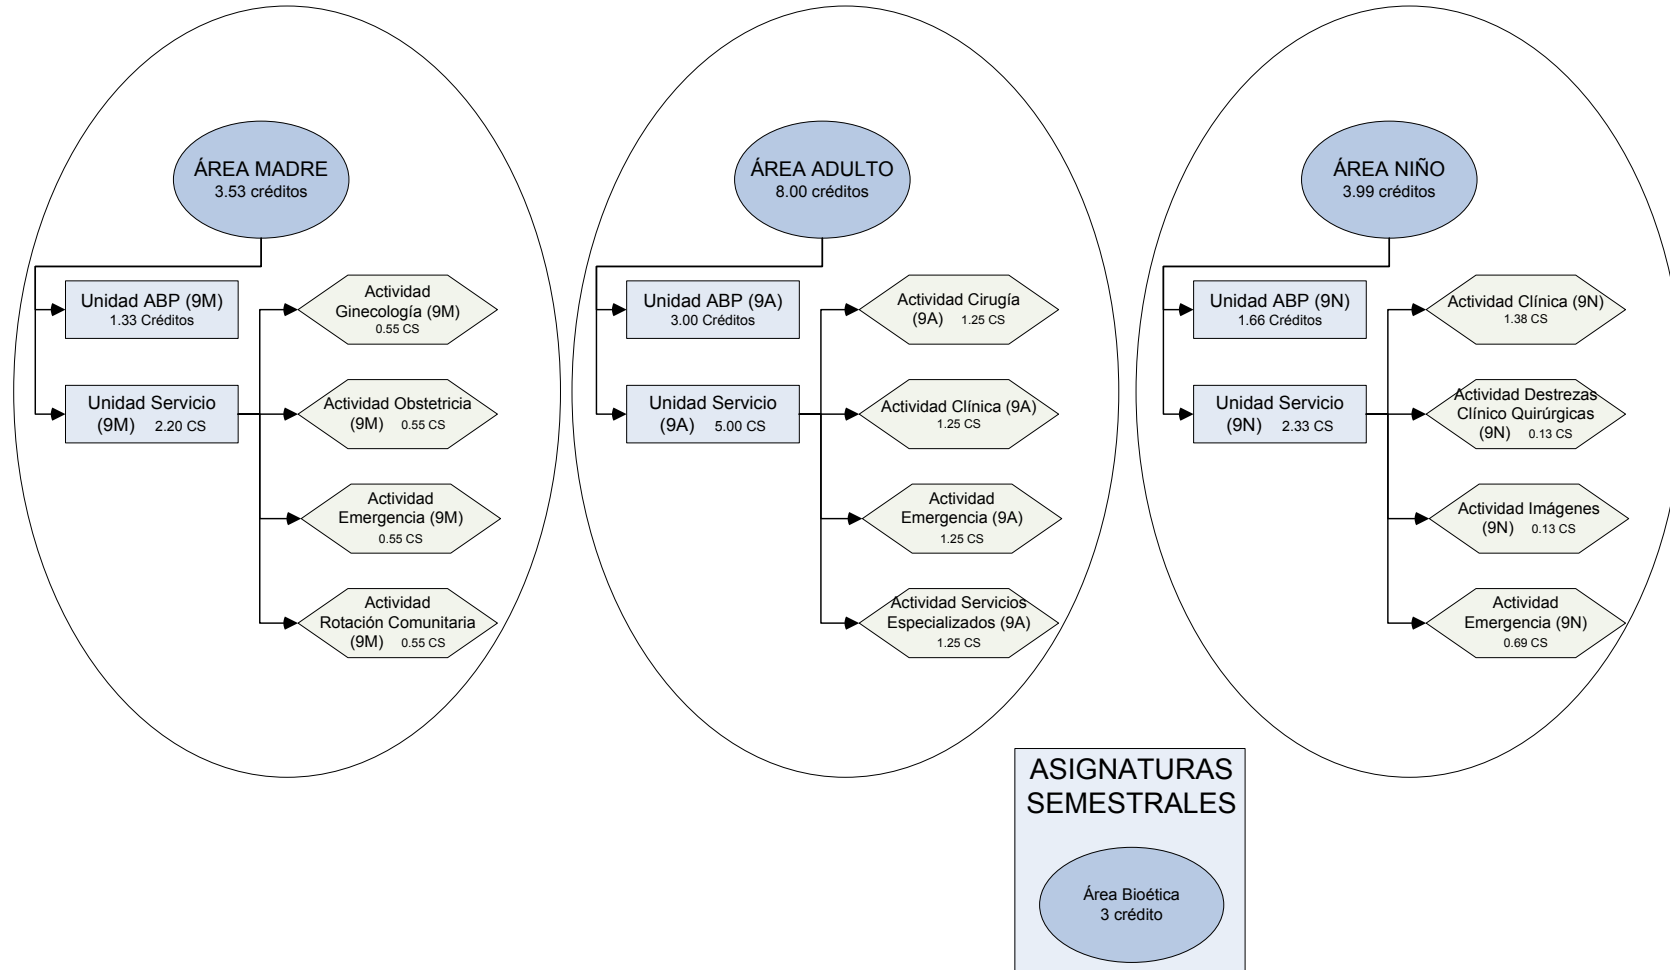 ÁREA MADRE
3.53 créditos
Unidad ABP (9M)
1.33 Créditos
Unidad Servicio
(9M) 2.20 CS
Actividad
Ginecología (9M)
0.55 CS
Actividad Obstetricia
(9M) 0.55 CS
Actividad
Emergencia (9M)
0.55 CS
Actividad
Rotación Comunitaria
(9M) 0.55 CS
ÁREA ADULTO
8.00 créditos
Unidad ABP (9A)
3.00 Créditos
Unidad Servicio
(9A) 5.00 CS
Actividad Cirugía
(9A) 1.25 CS
Actividad Clínica (9A)
1.25 CS
Actividad
Emergencia (9A)
1.25 CS
Actividad Servicios
Especializados (9A)
1.25 CS
ÁREA NIÑO
3.99 créditos
Unidad ABP (9N)
1.66 Créditos
Unidad Servicio
(9N) 2.33 CS
Actividad Clínica (9N)
1.38 CS
Actividad Destrezas
Clínico Quirúrgicas
(9N) 0.13 CS
Actividad Imágenes
(9N) 0.13 CS
Actividad
Emergencia (9N)
0.69 CS
ASIGNATURAS
SEMESTRALES
Área Bioética
3 crédito